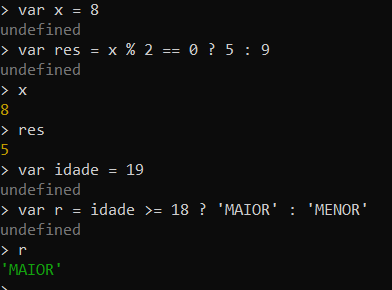 > var x = 8
undefined
> var res = x % 2 == 0 ? 5 : 9
undefined
> x
8
> res
5
> var idade = 19
undefined
> var r = idade >= 18 ? 'MAIOR' : 'MENOR'
undefined
> r
'MAIOR'
>